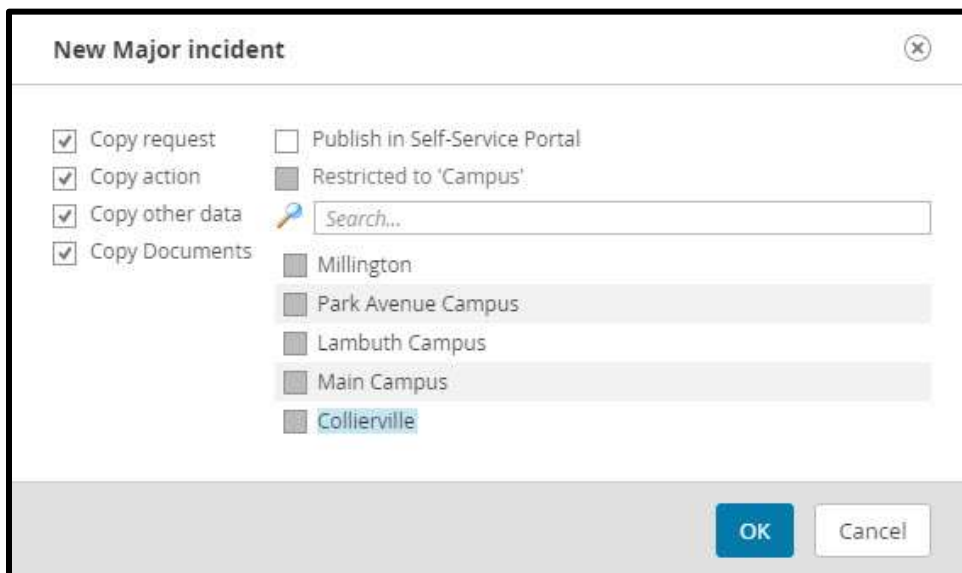 New Major incident
Copy request
Copy action
Copy other data
Copy Documents
Publish in Self-Service Portal
Restricted to 'Campus'
Search...
Millington
Park Avenue Campus
Lambuth Campus
Main Campus
Collierville
OK
Cancel